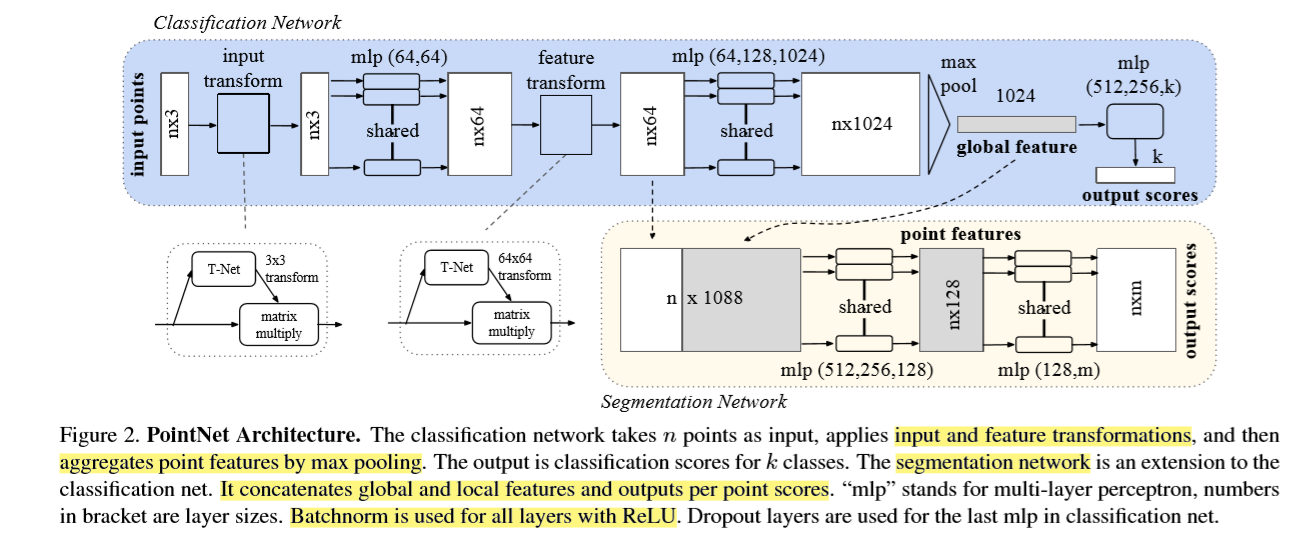 Classification Network
input points
nx3
input
transform
nx3
mlp (64,64)
shared
nx64
feature
transform
nx64
mlp (64,128,1024)
shared
nx1024
max
pool
1024
global feature
mlp
(512,256,k)
k
output scores
T-Net
3x3
transform
matrix
multiply
T-Net
64x64
transform
matrix
multiply
point features
n x 1088
shared
mlp (512,256,128)
nx128
shared
mlp (128,m)
nxm
output scores
Segmentation Network
Figure 2. PointNet Architecture. The classification network takes n points as input, applies input and feature transformations, and then
aggregates point features by max pooling. The output is classification scores for k classes. The segmentation network is an extension to the
classification net. It concatenates global and local features and outputs per point scores. “mlp” stands for multi-layer perceptron, numbers
in bracket are layer sizes. Batchnorm is used for all layers with ReLU. Dropout layers are used for the last mlp in classification net.